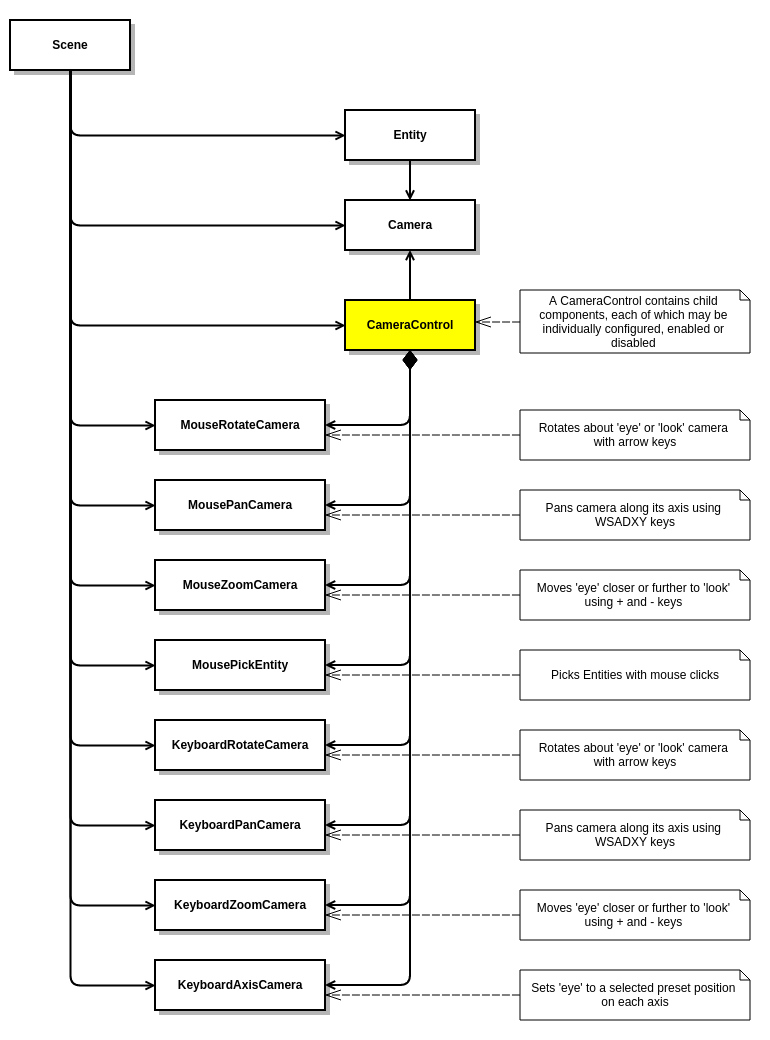 Scene
Entity
Camera
CameraControl
A CameraControl contains child
components, each of which may be
individually configured, enabled or
disabled
MouseRotateCamera
Rotates about 'eye' or 'look' camera
with arrow keys
MousePanCamera
Pans camera along its axis using
WSADXY keys
MouseZoomCamera
Moves 'eye' closer or further to 'look'
using + and - keys
MousePickEntity
Picks Entities with mouse clicks
KeyboardRotateCamera
Rotates about 'eye' or 'look' camera
with arrow keys
KeyboardPanCamera
Pans camera along its axis using
WSADXY keys
KeyboardZoomCamera
Moves 'eye' closer or further to 'look'
using + and - keys
KeyboardAxisCamera
Sets 'eye' to a selected preset position
on each axis